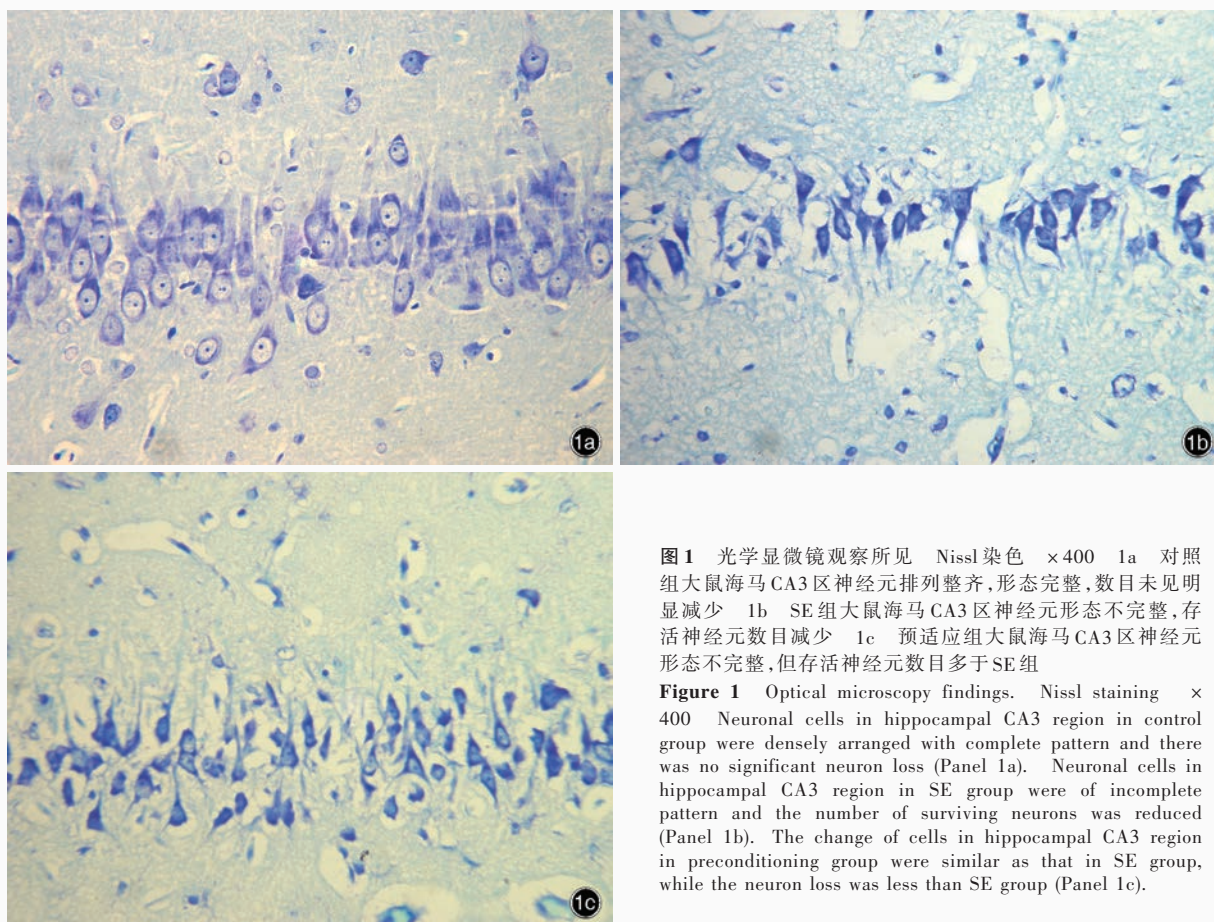 1a
1b
1c
图1 光学显微镜观察所见 Nissl染色 ×400 1a 对照
组大鼠海马CA3区神经元排列整齐,形态完整,数目未见明
显减少 1b SE组大鼠海马CA3区神经元形态不完整,存
活神经元数目减少 1c 预适应组大鼠海马CA3区神经元
形态不完整,但存活神经元数目多于SE组
Figure 1 Optical microscopy findings. Nissl staining ×
400 Neuronal cells in hippocampal CA3 region in control
group were densely arranged with complete pattern and there
was no significant neuron loss (Panel 1a). Neuronal cells in
hippocampal CA3 region in SE group were of incomplete
pattern and the number of surviving neurons was reduced
(Panel 1b). The change of cells in hippocampal CA3 region
in preconditioning group were similar as that in SE group,
while the neuron loss was less than SE group (Panel 1c).